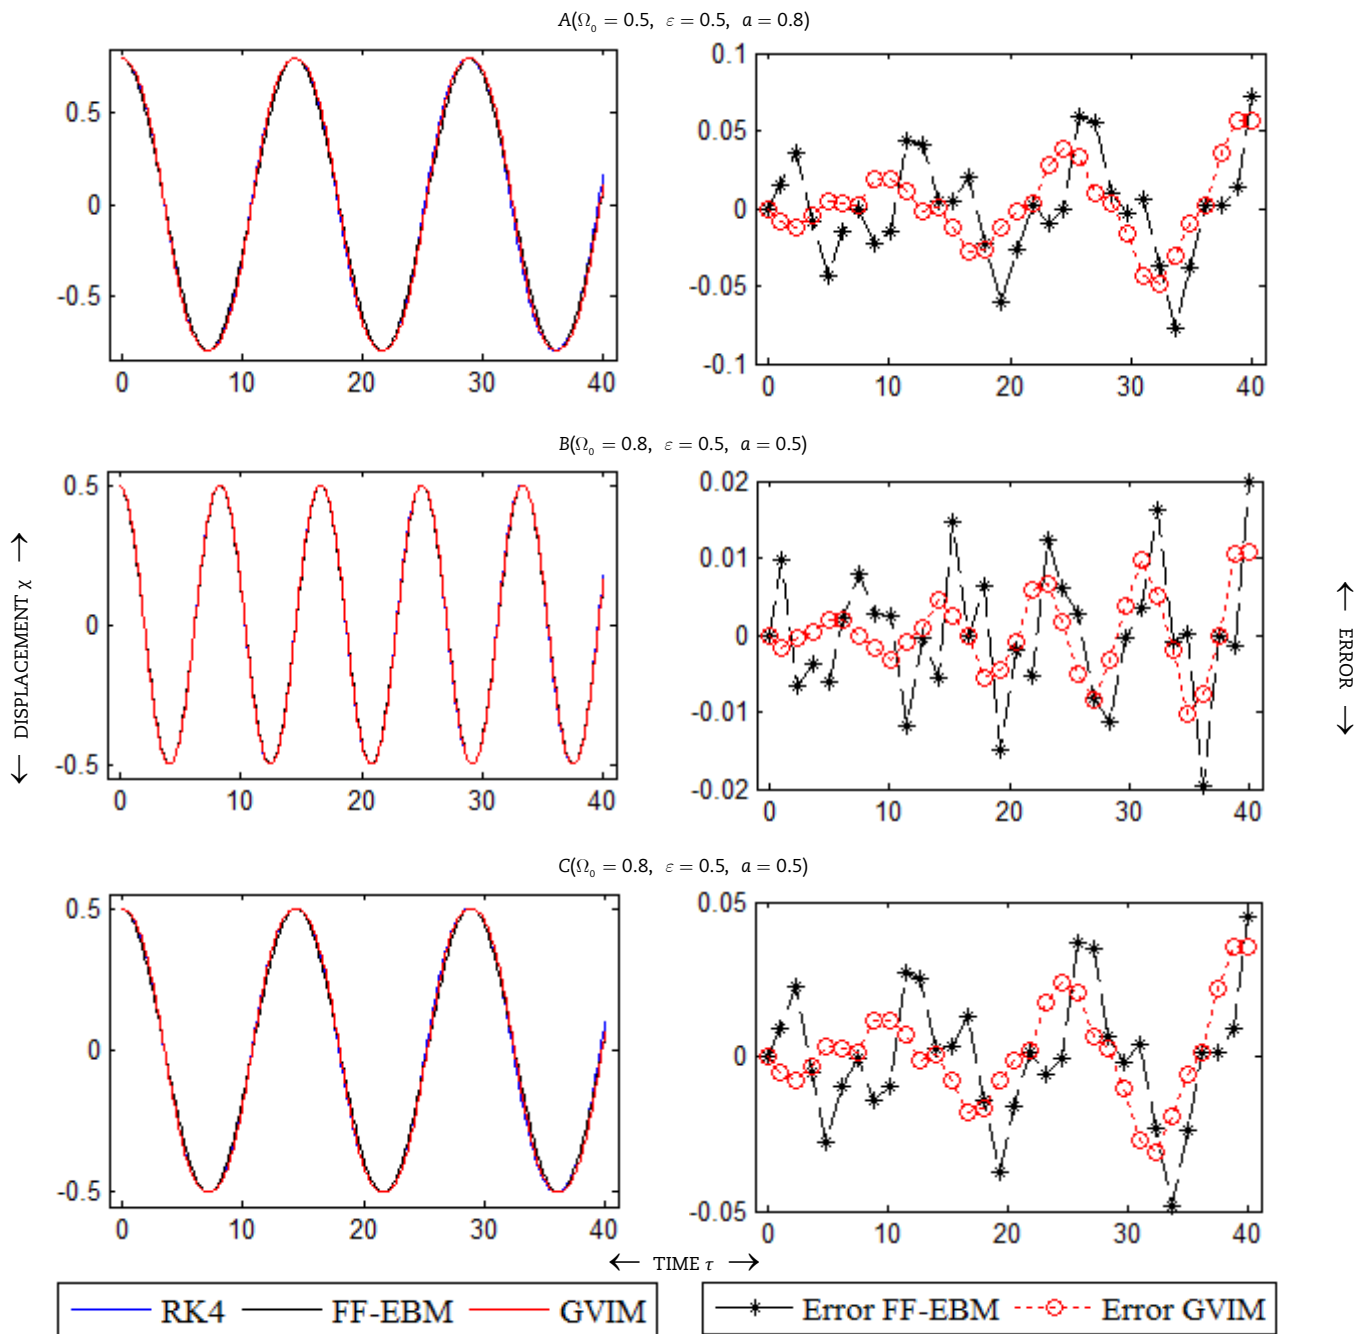 A(Ω₀ = 0.5, ε = 0.5, a = 0.8)
0.5
0
-0.5
0 10 20 30 40
0.1
0.05
0
-0.05
-0.1
0 10 20 30 40
B(Ω₀ = 0.8, ε = 0.5, a = 0.5)
0.5
0
-0.5
0 10 20 30 40
0.02
0.01
0
-0.01
-0.02
0 10 20 30 40
← DISPLACEMENT χ →
← ERROR →
C(Ω₀ = 0.8, ε = 0.5, a = 0.5)
0.5
0
-0.5
0 10 20 30 40
0.05
0
-0.05
0 10 20 30 40
← TIME τ →
RK4 FF-EBM GVIM
Error FF-EBM Error GVIM